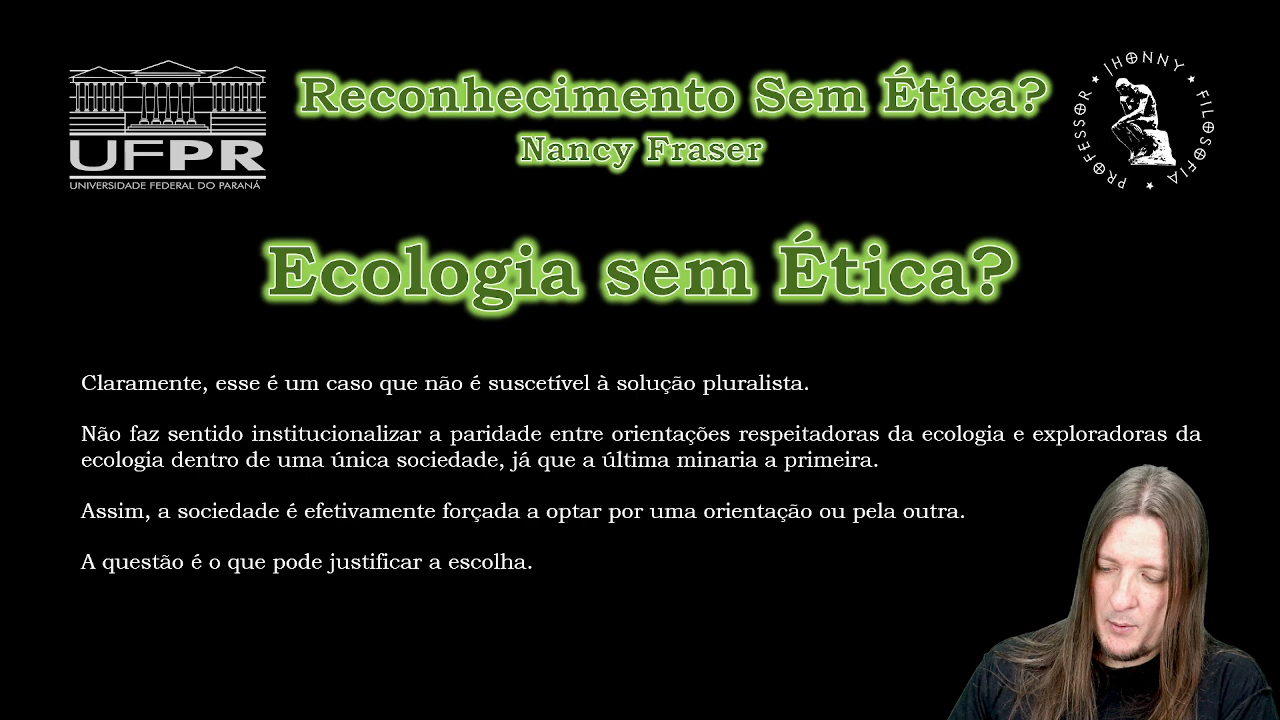 Reconhecimento Sem Ética?
Nancy Fraser
UFPR
UNIVERSIDADE FEDERAL DO PARANÁ
PROFESSOR JHONNY FILOSOFIA
Ecologia sem Ética?
Claramente, esse é um caso que não é suscetível à solução pluralista.
Não faz sentido institucionalizar a paridade entre orientações respeitadoras da ecologia e exploradoras da
ecologia dentro de uma única sociedade, já que a última minaria a primeira.
Assim, a sociedade é efetivamente forçada a optar por uma orientação ou pela outra.
A questão é o que pode justificar a escolha.